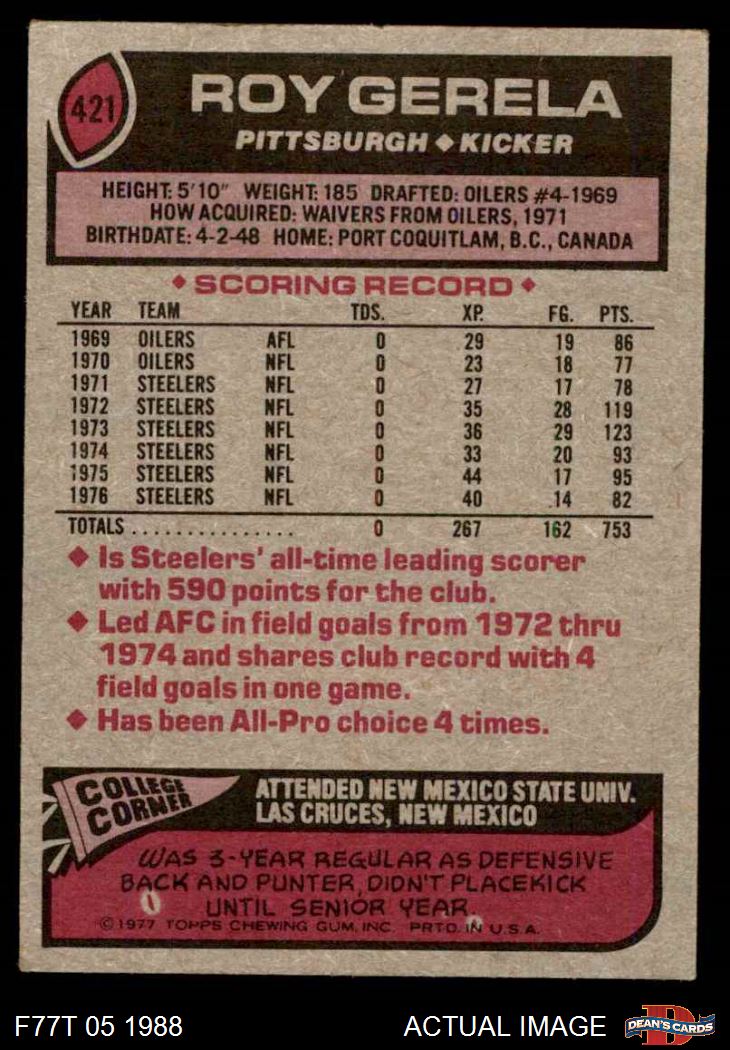 421
ROY GERELA
PITTSBURGH ◆ KICKER
HEIGHT: 5'10" WEIGHT: 185 DRAFTED: OILERS #4-1969
HOW ACQUIRED: WAIVERS FROM OILERS, 1971
BIRTHDATE: 4-2-48 HOME: PORT COQUITLAM, B.C., CANADA
◆ SCORING RECORD ◆
YEAR TEAM TDS. XP. FG. PTS.
1969 OILERS AFL 0 29 19 86
1970 OILERS NFL 0 23 18 77
1971 STEELERS NFL 0 27 17 78
1972 STEELERS NFL 0 35 28 119
1973 STEELERS NFL 0 36 29 123
1974 STEELERS NFL 0 33 20 93
1975 STEELERS NFL 0 44 17 95
1976 STEELERS NFL 0 40 14 82
TOTALS ................ 0 267 162 753
◆ Is Steelers' all-time leading scorer
with 590 points for the club.
◆ Led AFC in field goals from 1972 thru
1974 and shares club record with 4
field goals in one game.
◆ Has been All-Pro choice 4 times.
COLLEGE
CORNER
ATTENDED NEW MEXICO STATE UNIV.
LAS CRUCES, NEW MEXICO
WAS 3-YEAR REGULAR AS DEFENSIVE
BACK AND PUNTER, DIDN'T PLACEKICK
UNTIL SENIOR YEAR.
© 1977 TOPPS CHEWING GUM, INC. PRTD. IN U.S.A.
F77T 05 1988
ACTUAL IMAGE
D
DEAN'S CARDS